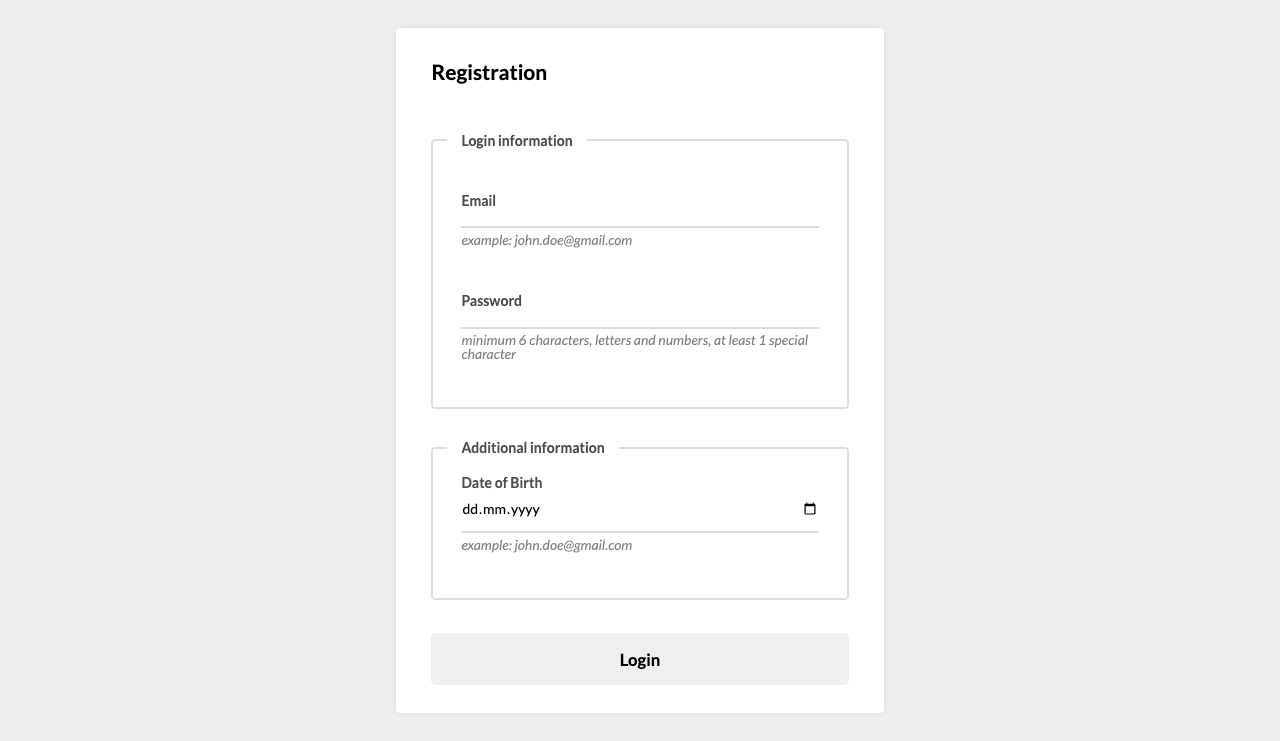 Registration
Login information
Email
example: john.doe@gmail.com
Password
minimum 6 characters, letters and numbers, at least 1 special
character
Additional information
Date of Birth
dd.mm.yyyy
example: john.doe@gmail.com
Login